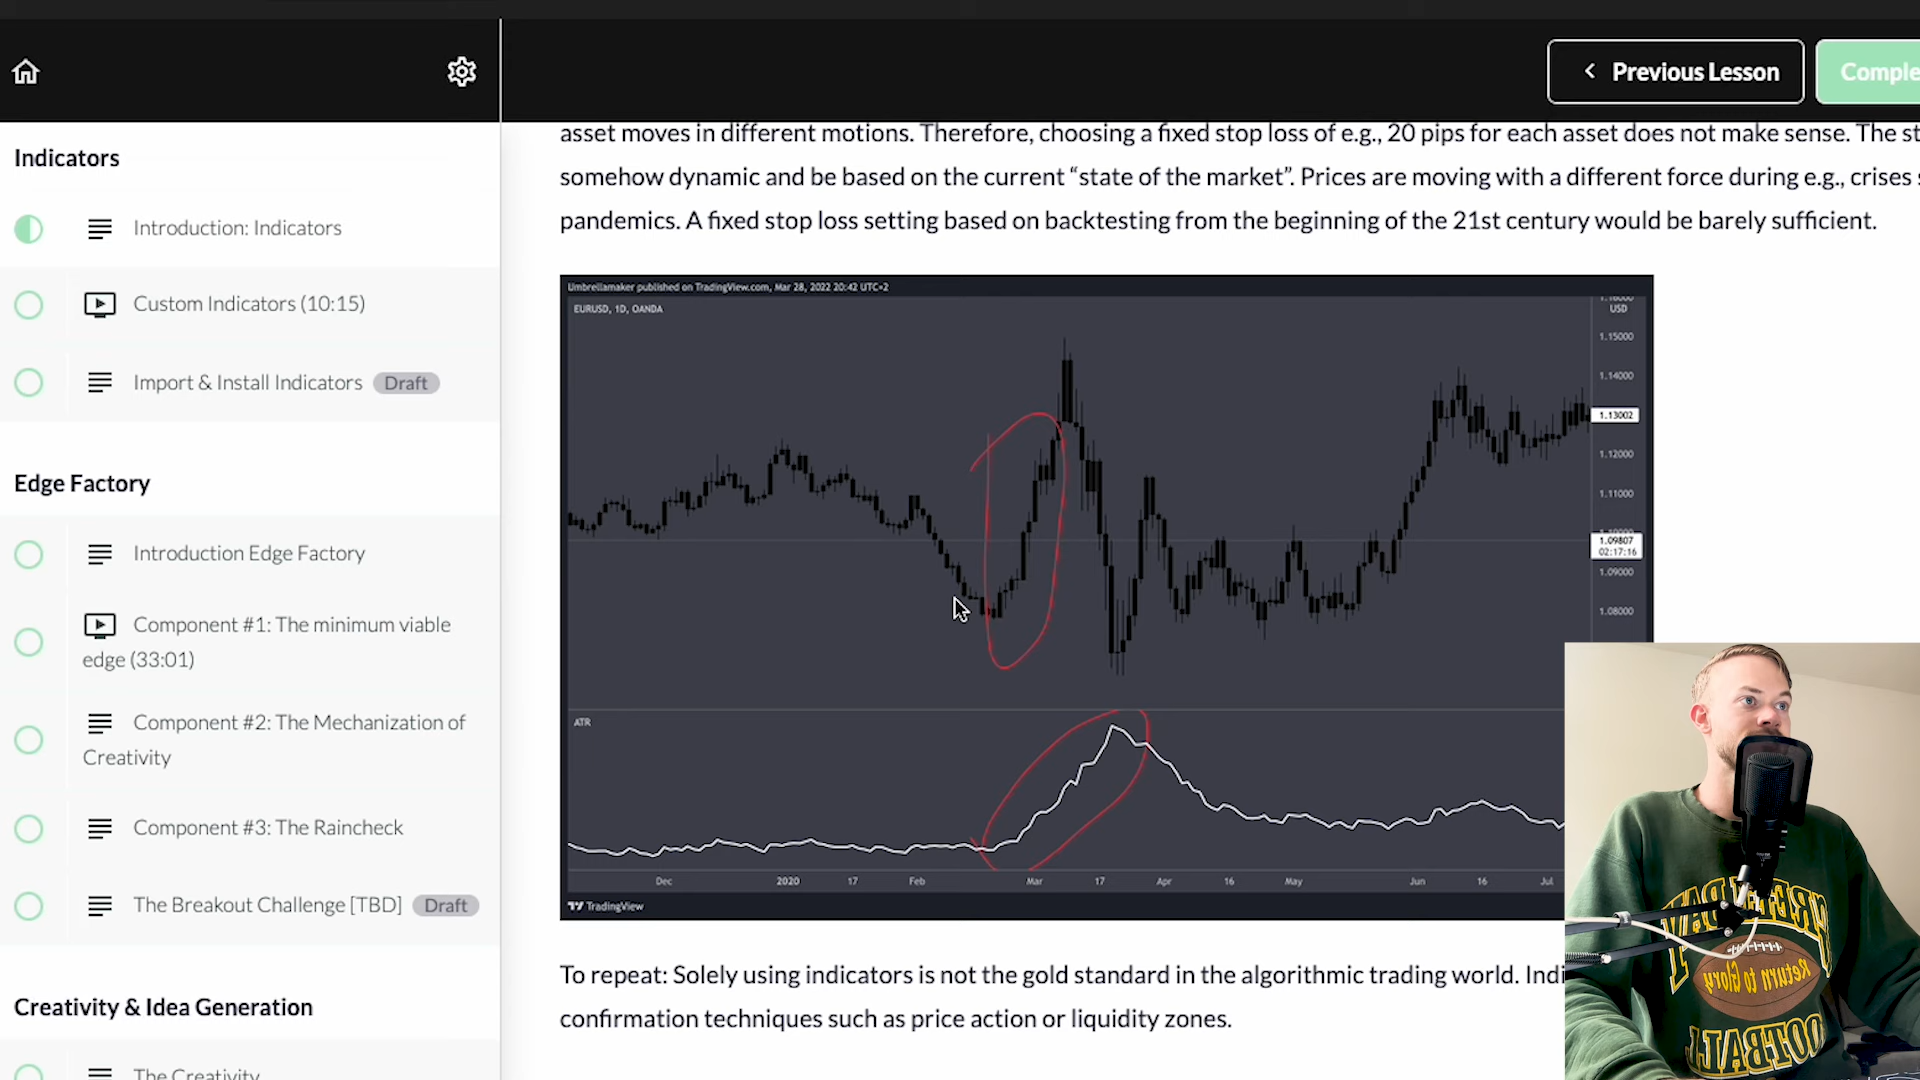 Previous Lesson
Comple
Indicators
Introduction: Indicators
Custom Indicators (10:15)
Import & Install Indicators Draft
Edge Factory
Introduction Edge Factory
Component #1: The minimum viable
edge (33:01)
Component #2: The Mechanization of
Creativity
Component #3: The Raincheck
The Breakout Challenge [TBD] Draft
Creativity & Idea Generation
The Creativity
asset moves in different motions. Therefore, choosing a fixed stop loss of e.g., 20 pips for each asset does not make sense. The st
somehow dynamic and be based on the current “state of the market”. Prices are moving with a different force during e.g., crises s
pandemics. A fixed stop loss setting based on backtesting from the beginning of the 21st century would be barely sufficient.
Umbrellamaker published on TradingView.com, Mar 28, 2022 20:42 UTC+2
EURUSD, 1D, OANDA
USD
1.15000
1.14000
1.13002
1.12000
1.11000
1.09807
02:17:16
1.09000
1.08000
ATR
Dec 2020 17 Feb Mar 17 Apr 16 May Jun 16 Jul
TradingView
To repeat: Solely using indicators is not the gold standard in the algorithmic trading world. Indi
confirmation techniques such as price action or liquidity zones.
GREEN BAY
Return to Glory
FOOTBALL